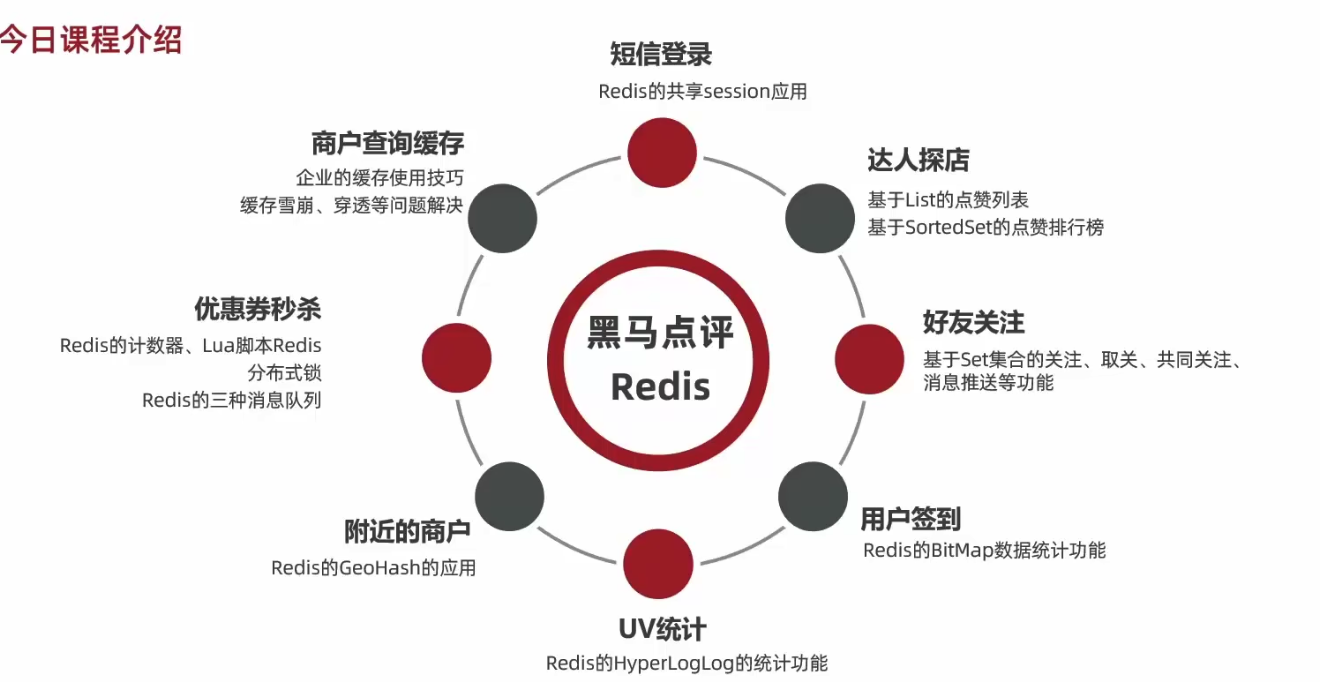 今日课程介绍
短信登录
Redis的共享session应用
商户查询缓存
企业的缓存使用技巧
缓存雪崩、穿透等问题解决
达人探店
基于List的点赞列表
基于SortedSet的点赞排行榜
优惠券秒杀
Redis的计数器、Lua脚本Redis
分布式锁
Redis的三种消息队列
黑马点评
Redis
好友关注
基于Set集合的关注、取关、共同关注、
消息推送等功能
附近的商户
Redis的GeoHash的应用
用户签到
Redis的BitMap数据统计功能
UV统计
Redis的HyperLogLog的统计功能